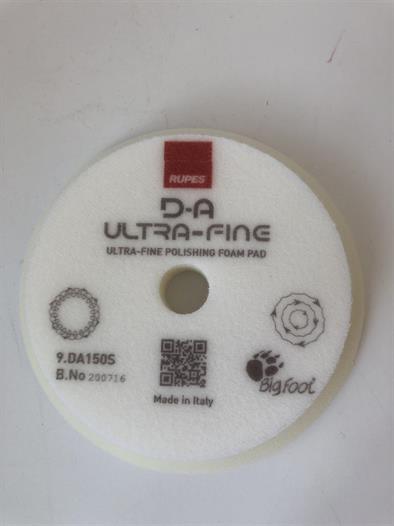 RUPES
D-A
ULTRA-FINE
ULTRA-FINE POLISHING FOAM PAD
9.DA150S
B.No 200716
Made in Italy
Bigfoot